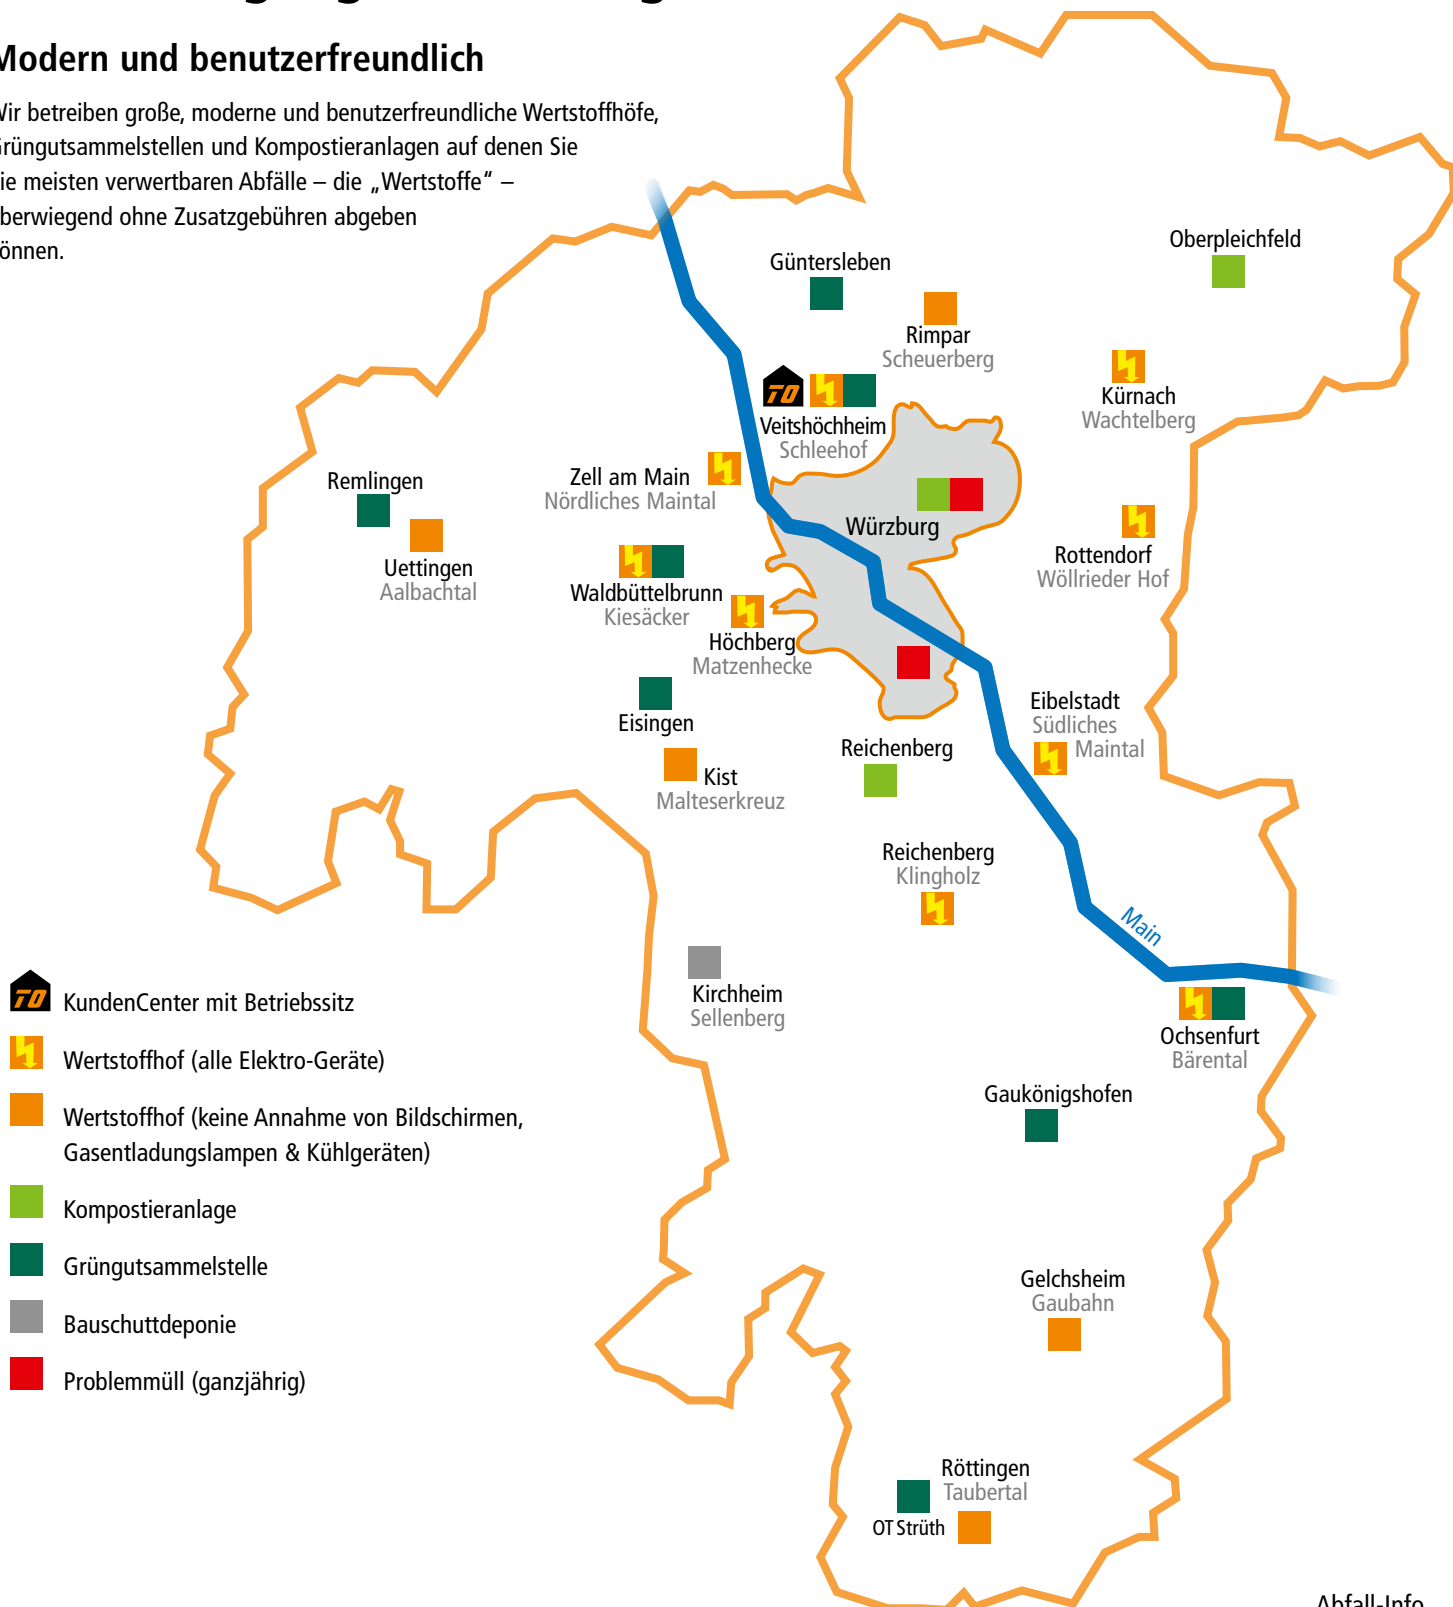 Modern und benutzerfreundlich
Wir betreiben große, moderne und benutzerfreundliche Wertstoffhöfe,
Grüngutsammelstellen und Kompostieranlagen auf denen Sie
die meisten verwertbaren Abfälle – die „Wertstoffe" –
überwiegend ohne Zusatzgebühren abgeben
können.
Oberpleichfeld
Güntersleben
Rimpar
Scheuerberg
Kürnach
Wachtelberg
TO
Veitshöchheim
Schleehof
Zell am Main
Nördliches Maintal
Remlingen
Uettingen
Aalbachtal
Würzburg
Rottendorf
Wöllrieder Hof
Waldbüttelbrunn
Kiesäcker
Höchberg
Matzenhecke
Eisingen
Kist
Malteserkreuz
Eibelstadt
Südliches
Maintal
Reichenberg
Reichenberg
Klingholz
Main
Kirchheim
Sellenberg
Ochsenfurt
Bärental
Gaukönigshofen
Gelchsheim
Gaubahn
Röttingen
Taubertal
OT Strüth
TO KundenCenter mit Betriebssitz
Wertstoffhof (alle Elektro-Geräte)
Wertstoffhof (keine Annahme von Bildschirmen,
Gasentladungslampen & Kühlgeräten)
Kompostieranlage
Grüngutsammelstelle
Bauschuttdeponie
Problemmüll (ganzjährig)
Abfall-Info